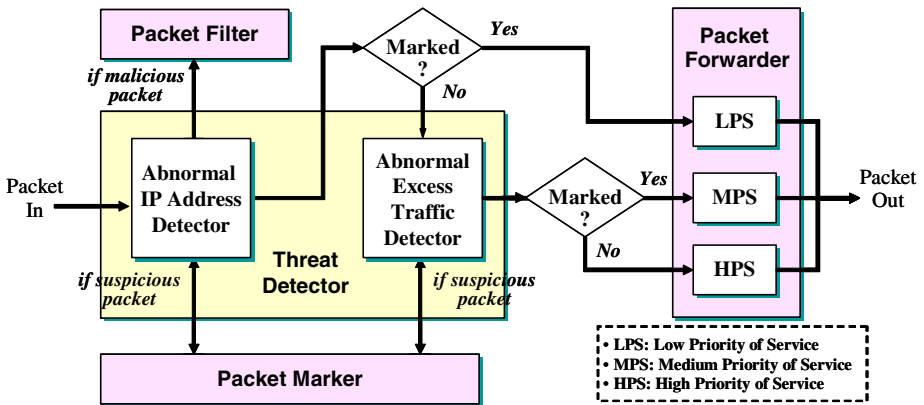 Packet Filter
Marked
?
Yes
Packet
Forwarder
if malicious
packet
No
LPS
Abnormal
IP Address
Detector
Abnormal
Excess
Traffic
Detector
Packet
In
Marked
?
Yes
MPS
Packet
Out
No
HPS
Threat
Detector
if suspicious
packet
if suspicious
packet
Packet Marker
• LPS: Low Priority of Service
• MPS: Medium Priority of Service
• HPS: High Priority of Service